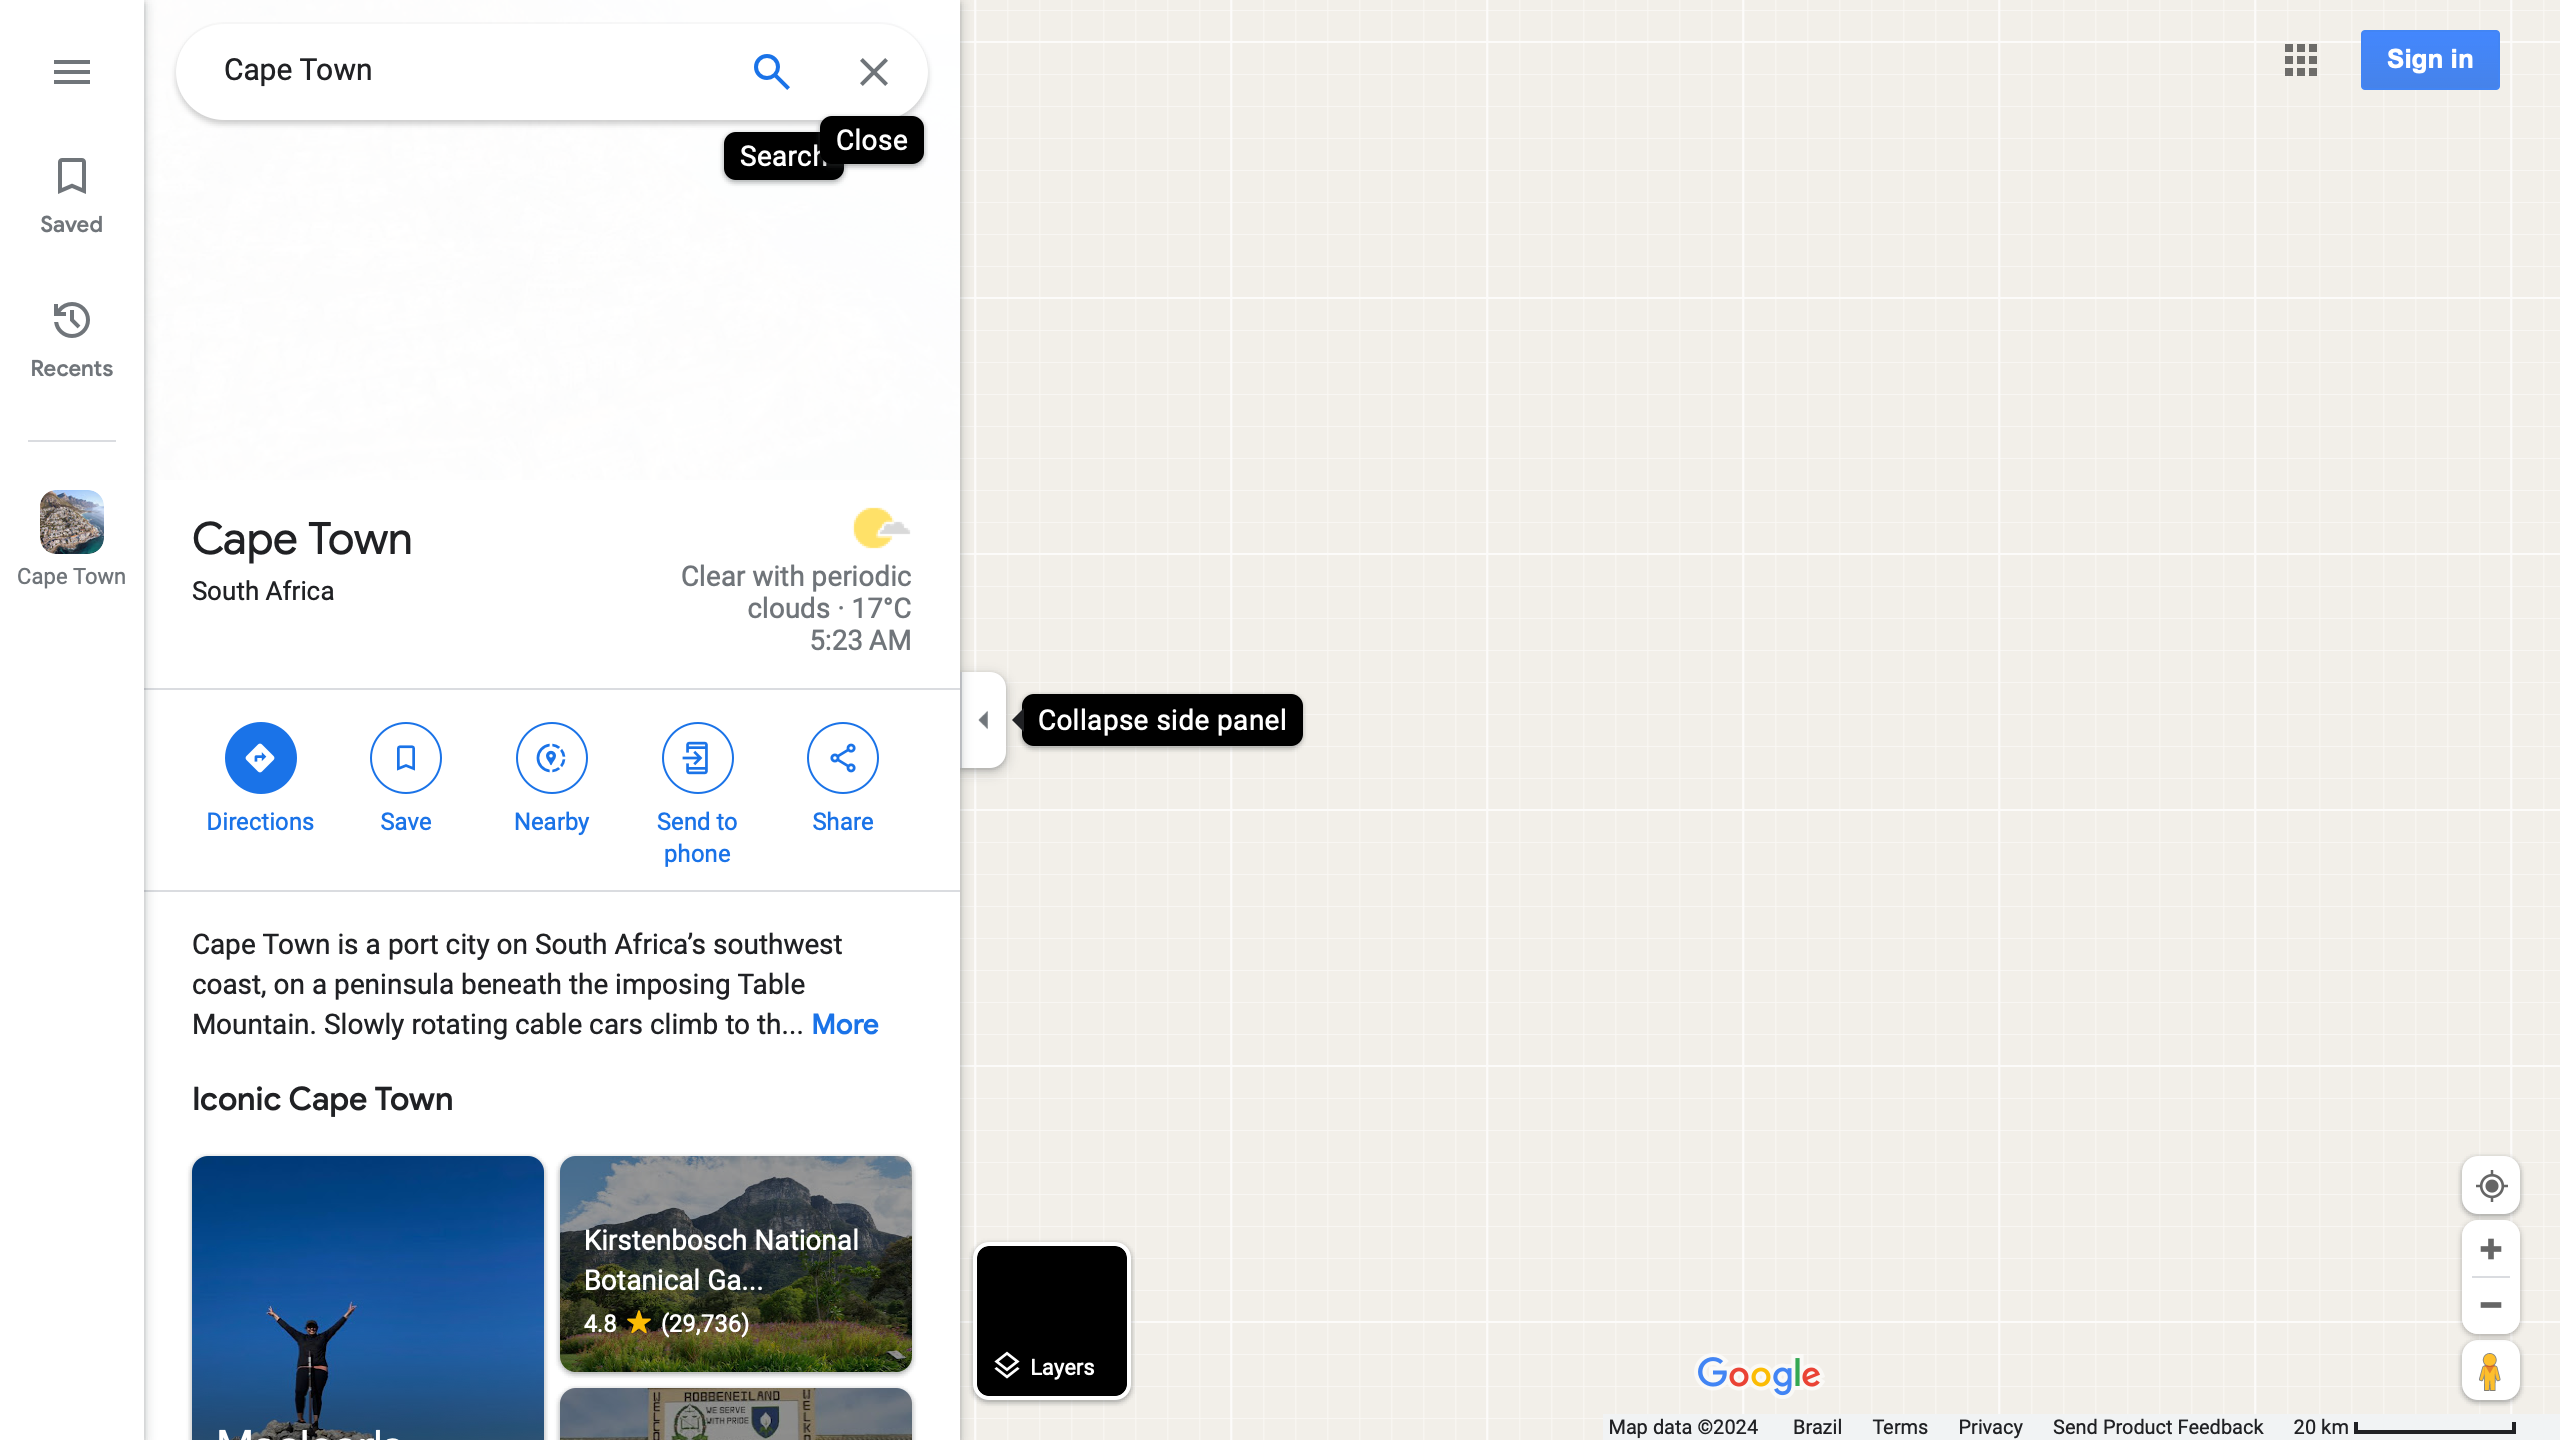 Cape Town
Sign in
Search
Close
Saved
Recents
Cape Town
Cape Town
South Africa
Clear with periodic
clouds · 17°C
5:23 AM
Collapse side panel
Directions
Save
Nearby
Send to
phone
Share
Cape Town is a port city on South Africa’s southwest
coast, on a peninsula beneath the imposing Table
Mountain. Slowly rotating cable cars climb to th... More
Iconic Cape Town
Kirstenbosch National
Botanical Ga...
4.8 ★ (29,736)
ROBBENEILAND
WE SERVE
WITH PRIDE
Layers
Google
Map data ©2024
Brazil
Terms
Privacy
Send Product Feedback
20 km